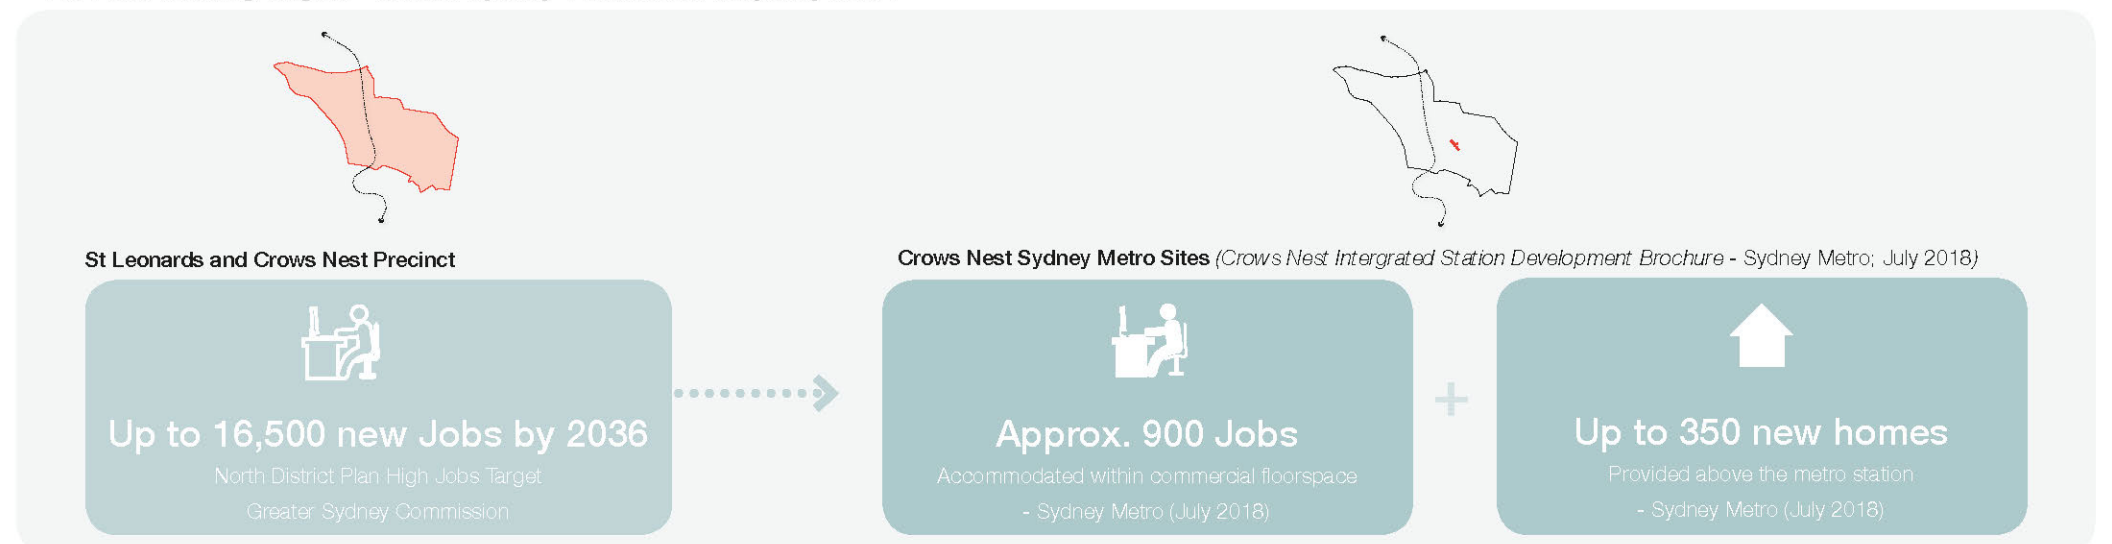 St Leonards and Crows Nest Precinct
Up to 16,500 new Jobs by 2036
North District Plan High Jobs Target
Greater Sydney Commission
Crows Nest Sydney Metro Sites (Crows Nest Intergrated Station Development Brochure - Sydney Metro; July 2018)
Approx. 900 Jobs
Accommodated within commercial floorspace
- Sydney Metro (July 2018)
+
Up to 350 new homes
Provided above the metro station
- Sydney Metro (July 2018)